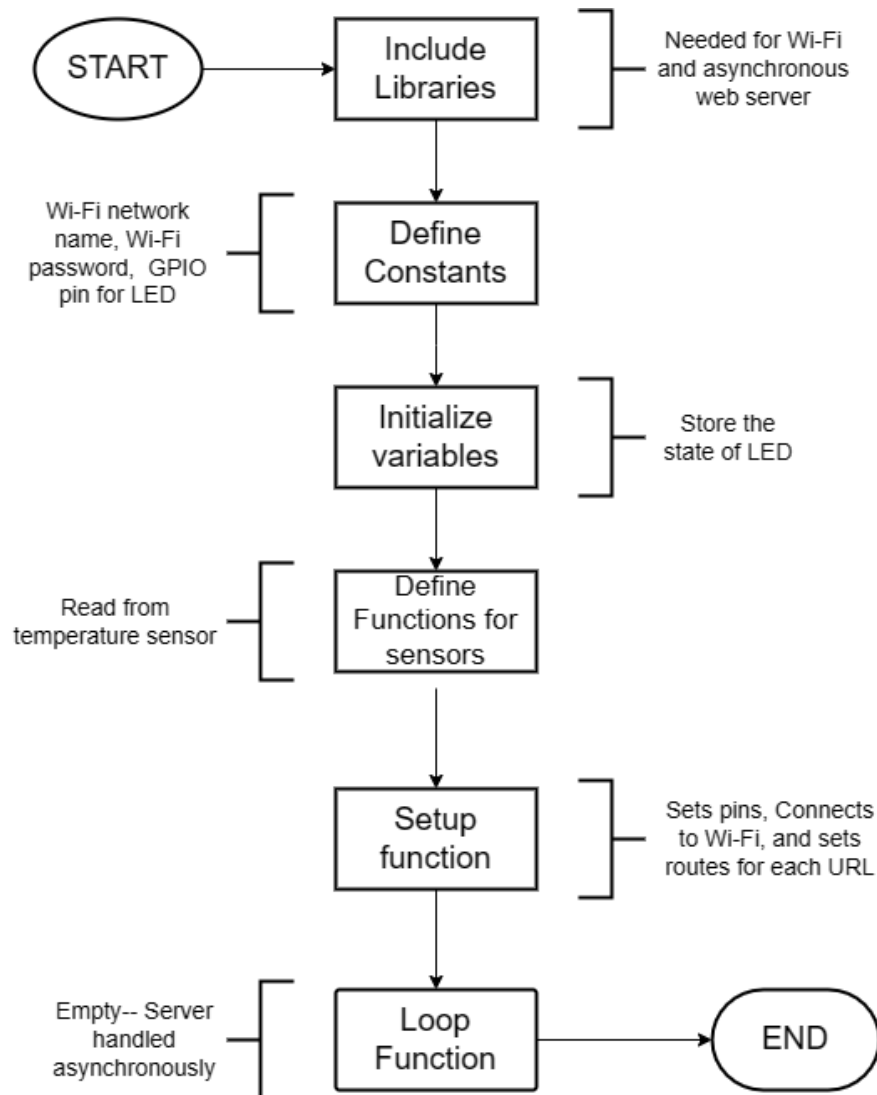 START
Include
Libraries
Needed for Wi-Fi
and asynchronous
web server
Wi-Fi network
name, Wi-Fi
password,  GPIO
pin for LED
Define
Constants
Initialize
variables
Store the
state of LED
Read from
temperature sensor
Define
Functions for
sensors
Setup
function
Sets pins, Connects
to Wi-Fi, and sets
routes for each URL
Empty-- Server
handled
asynchronously
Loop
Function
END